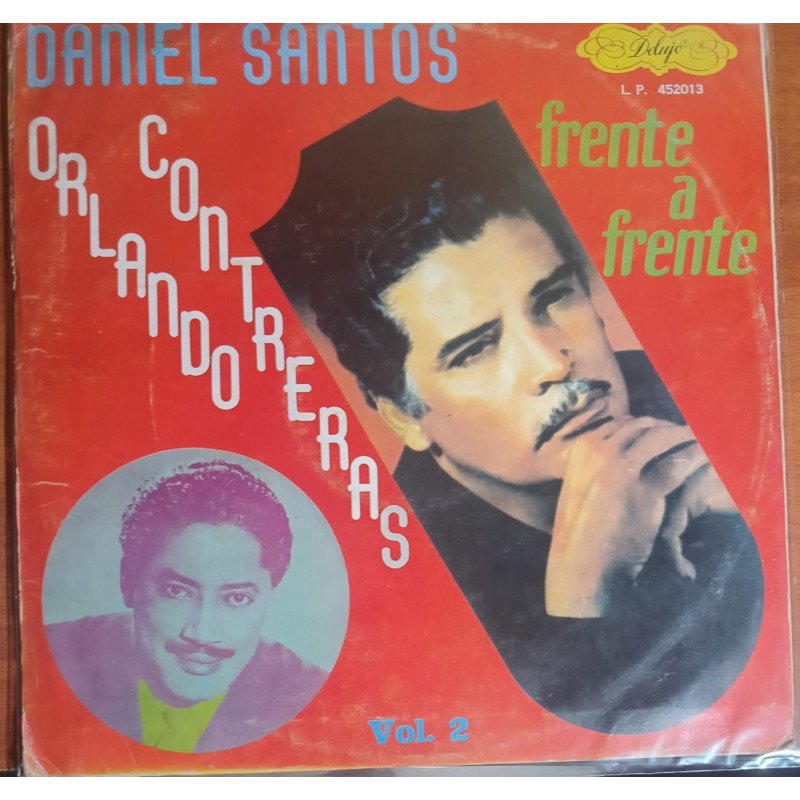 DANIEL SANTOS
Delujo
L. P. 452013
ORLANDO
CONTRERAS
frente
a
frente
Vol. 2